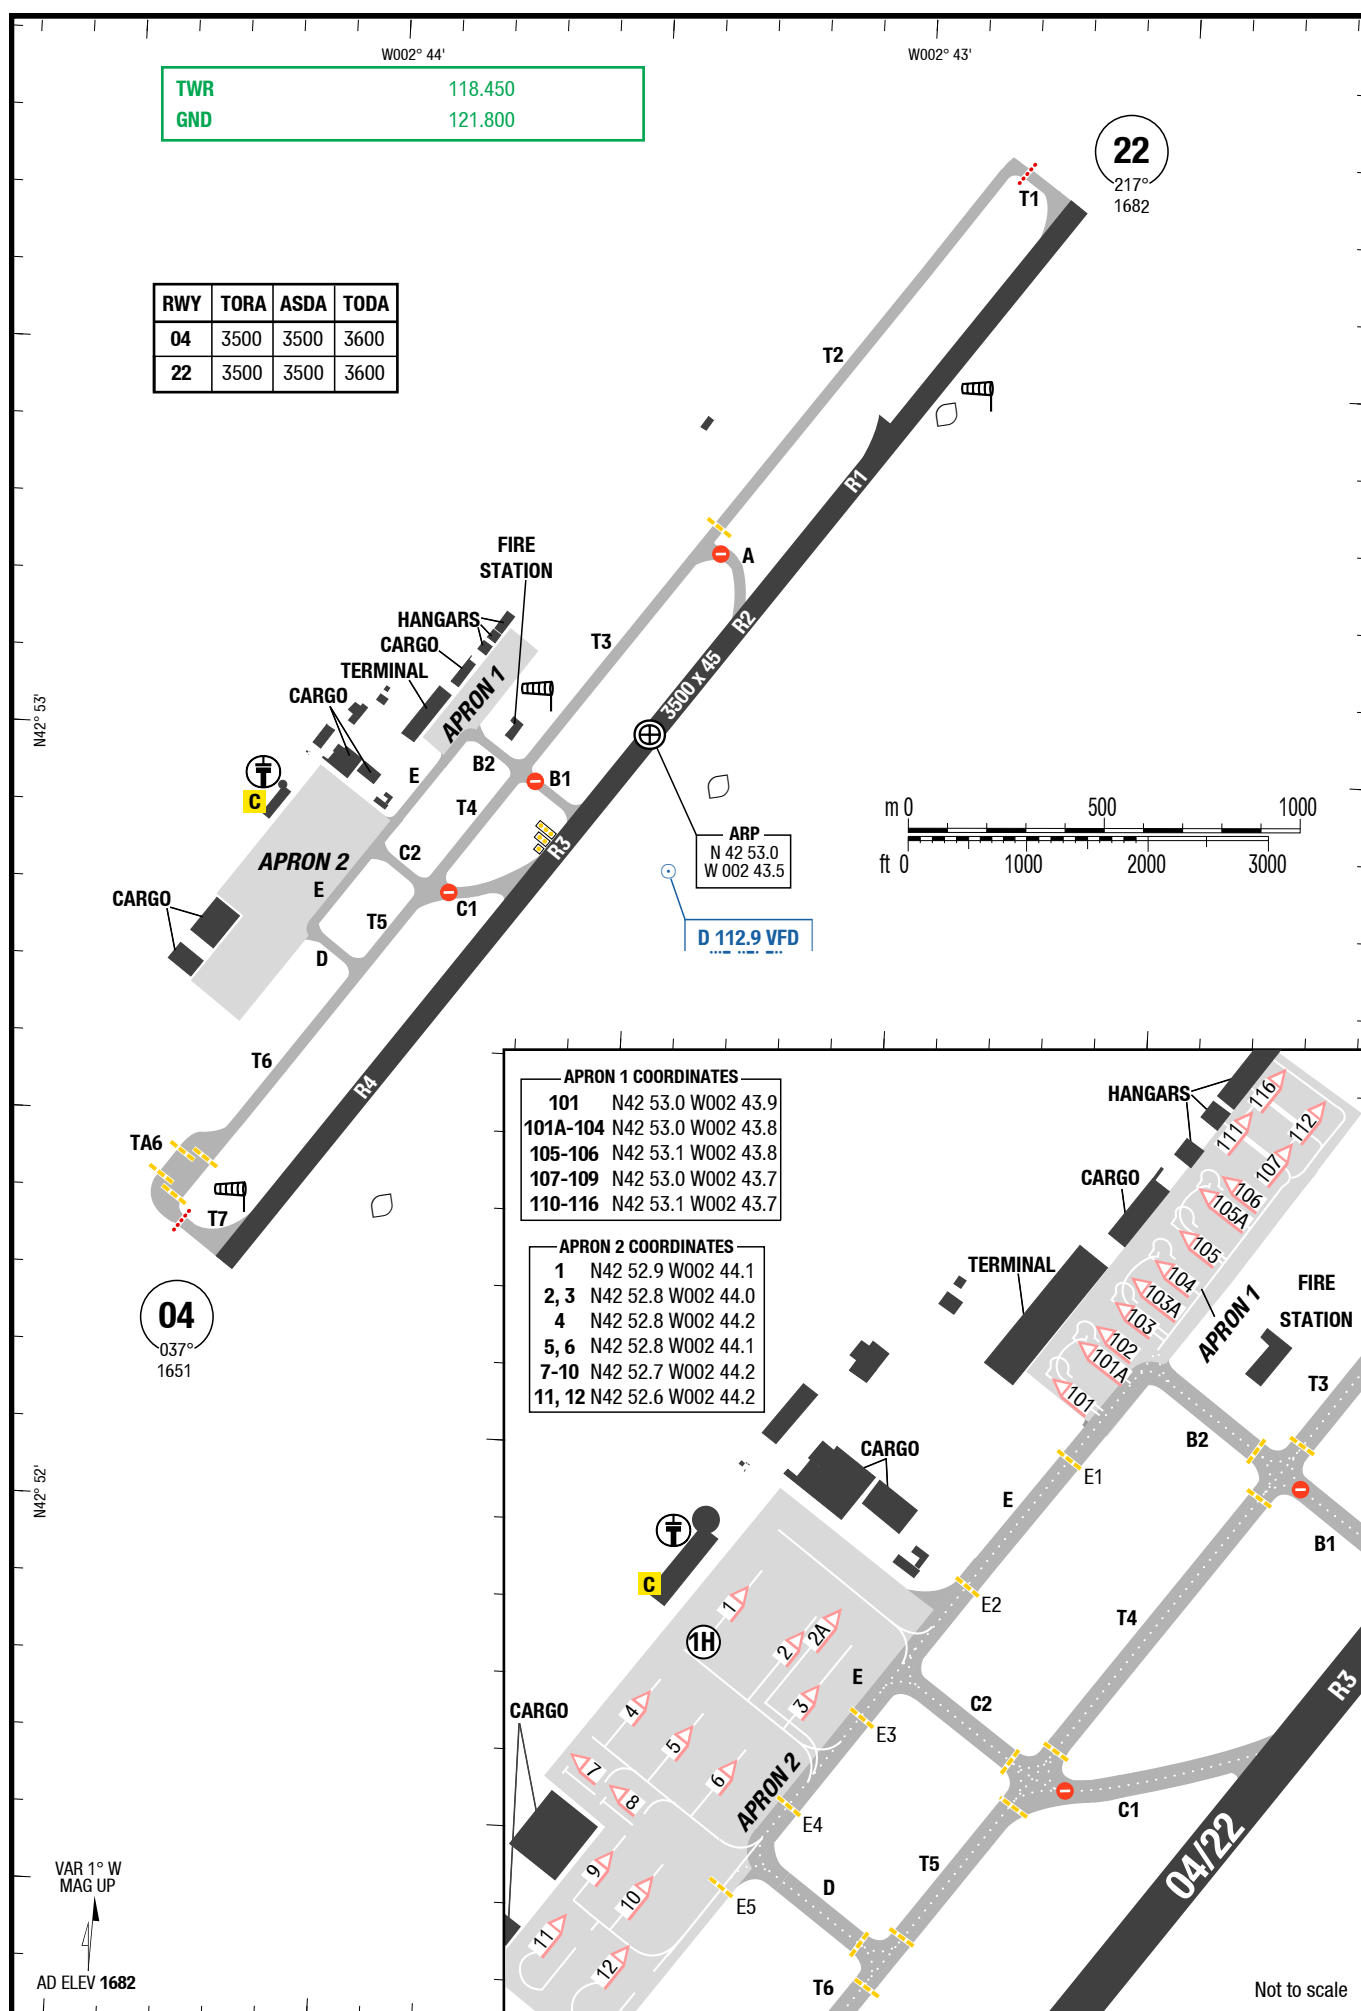 W002° 44'
W002° 43'
TWR 118.450
GND 121.800
22
217°
1682
T1
RWY TORA ASDA TODA
04 3500 3500 3600
22 3500 3500 3600
T2
R1
FIRE
STATION
A
HANGARS
CARGO
TERMINAL
CARGO
T3
R2
3500 x 45
APRON 1
N42° 53'
E
B2
B1
C
T4
R3
m 0 500 1000
ft 0 1000 2000 3000
ARP
N 42 53.0
W 002 43.5
APRON 2
C2
E
CARGO
T5
C1
D
D 112.9 VFD
T6
R4
TA6
T7
04
037°
1651
N42° 52'
APRON 1 COORDINATES
101 N42 53.0 W002 43.9
101A-104 N42 53.0 W002 43.8
105-106 N42 53.1 W002 43.8
107-109 N42 53.0 W002 43.7
110-116 N42 53.1 W002 43.7
APRON 2 COORDINATES
1 N42 52.9 W002 44.1
2, 3 N42 52.8 W002 44.0
4 N42 52.8 W002 44.2
5, 6 N42 52.8 W002 44.1
7-10 N42 52.7 W002 44.2
11, 12 N42 52.6 W002 44.2
HANGARS
116
112
111
107
CARGO
106
105A
105
TERMINAL
104
103A
103
102
101A
101
APRON 1
FIRE
STATION
T3
B2
E1
CARGO
E
B1
C
E2
1
1H
2
2A
T4
E
3
C2
R3
4
CARGO
E3
5
6
7
8
APRON 2
E4
C1
04/22
9
10
T5
D
E5
11
12
T6
VAR 1° W
MAG UP
AD ELEV 1682
Not to scale